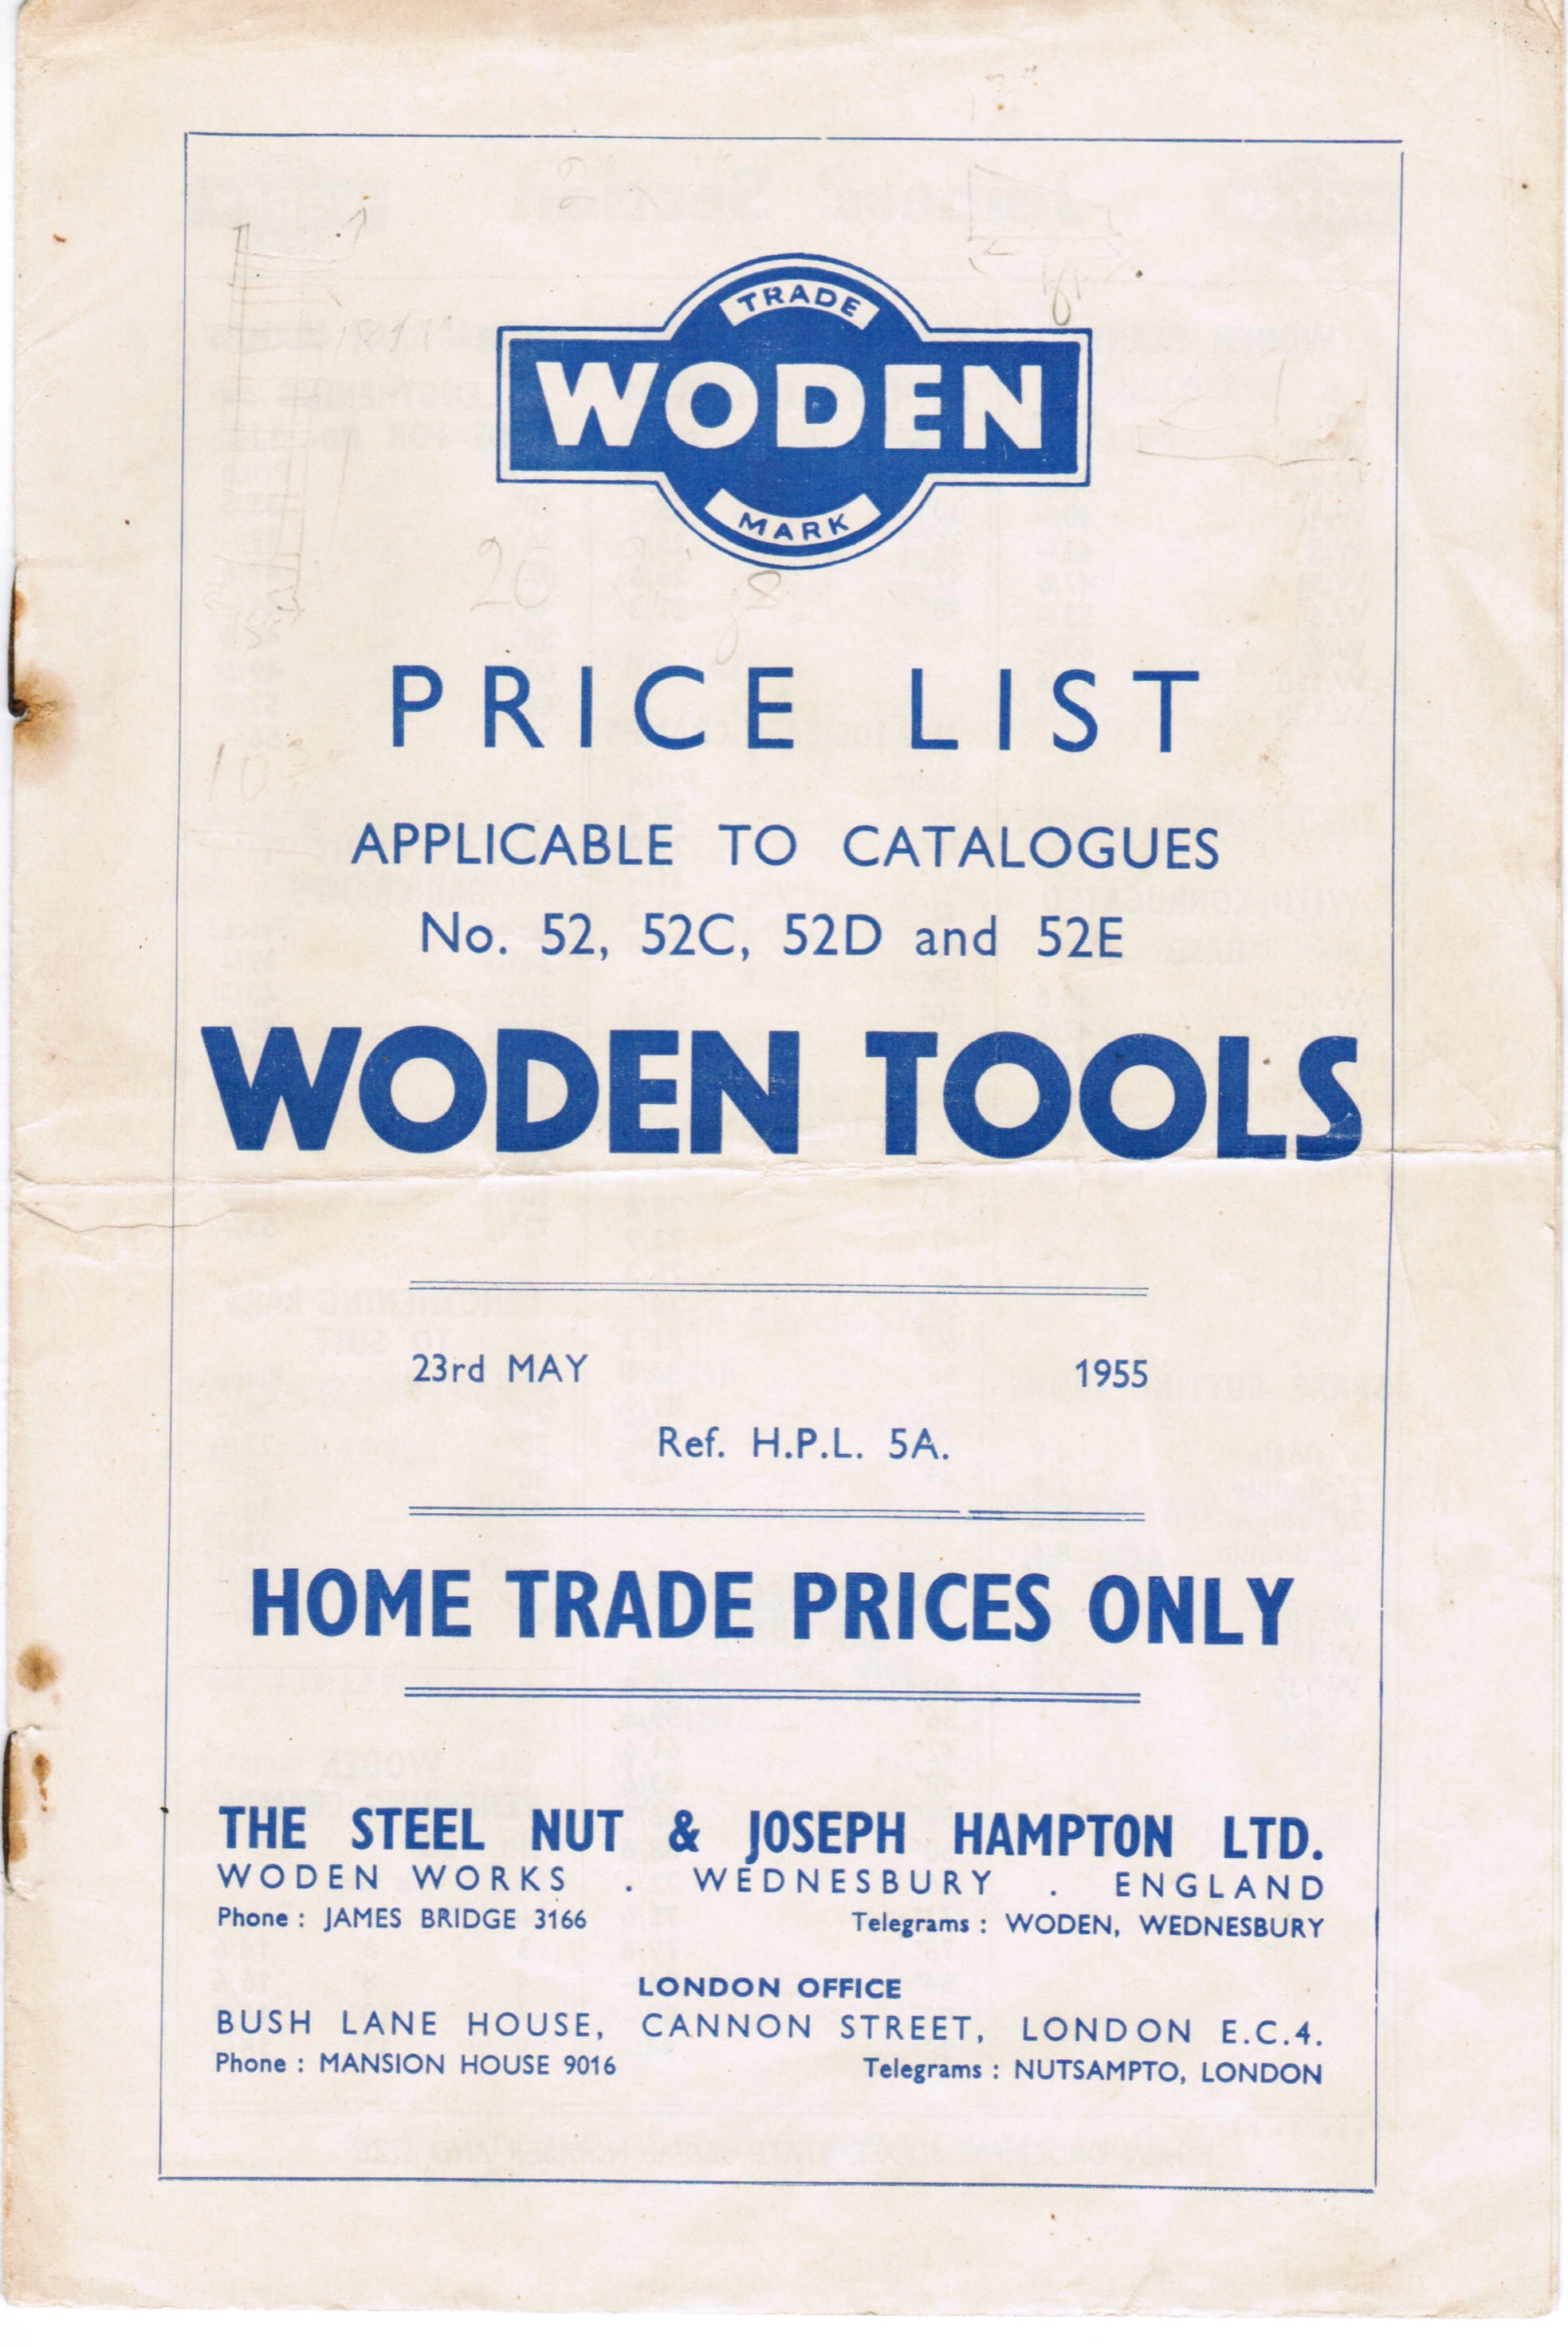 TRADE
WODEN
MARK
20
8
PRICE LIST
APPLICABLE TO CATALOGUES
No. 52, 52C, 52D and 52E
WODEN TOOLS
23rd MAY 1955
Ref. H.P.L. 5A.
HOME TRADE PRICES ONLY
THE STEEL NUT & JOSEPH HAMPTON LTD.
WODEN WORKS . WEDNESBURY . ENGLAND
Phone : JAMES BRIDGE 3166 Telegrams : WODEN, WEDNESBURY
LONDON OFFICE
BUSH LANE HOUSE, CANNON STREET, LONDON E.C.4.
Phone : MANSION HOUSE 9016 Telegrams : NUTSAMPTO, LONDON